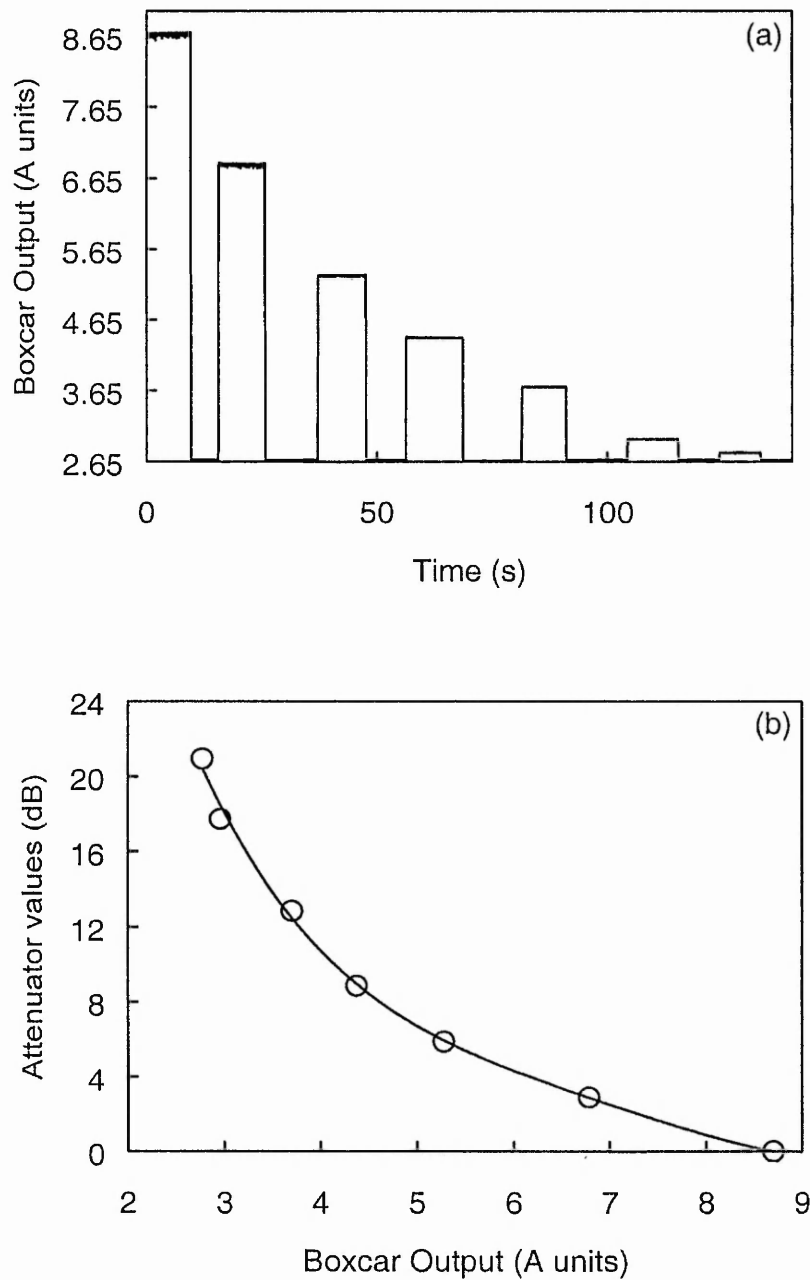 (a)
8.65
7.65
6.65
5.65
4.65
3.65
2.65
Boxcar Output (A units)
0 50 100
Time (s)
(b)
24
20
16
12
8
4
0
Attenuator values (dB)
2 3 4 5 6 7 8 9
Boxcar Output (A units)